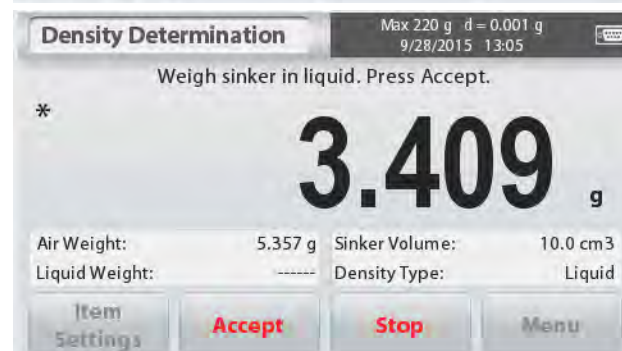 Density Determination
Max 220 g d = 0.001 g
9/28/2015 13:05
Weigh sinker in liquid. Press Accept.
*
3.409 g
Air Weight: 5.357 g Sinker Volume: 10.0 cm3
Liquid Weight: ------ Density Type: Liquid
Item
Settings
Accept
Stop
Menu